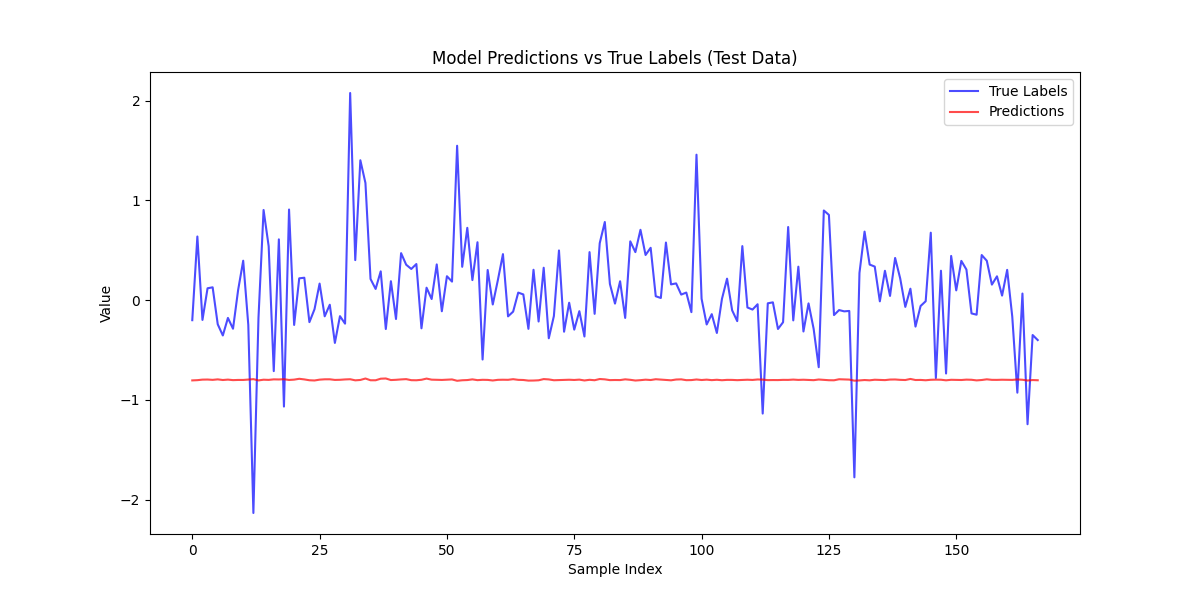 Model Predictions vs True Labels (Test Data)
True Labels
Predictions
Value
2
1
0
−1
−2
0 25 50 75 100 125 150
Sample Index